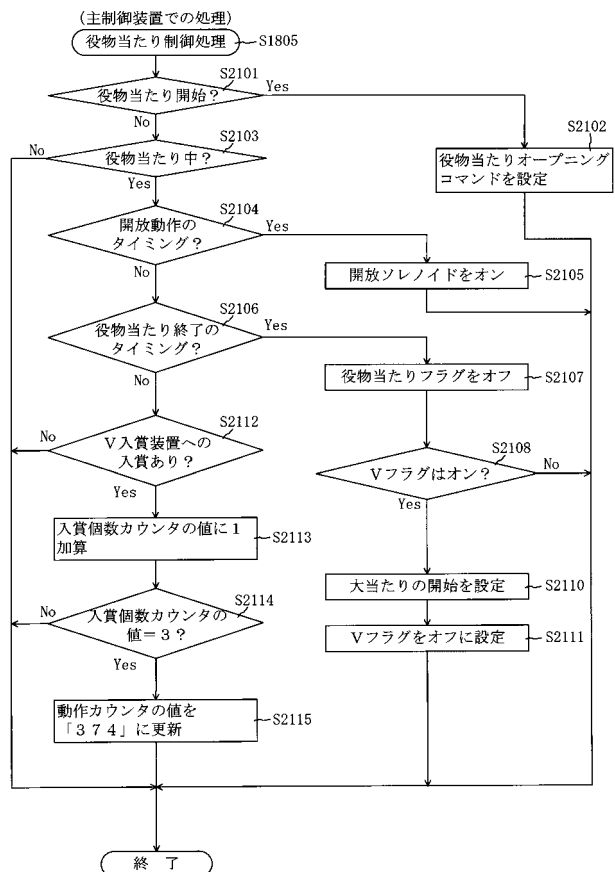 （主制御装置での処理）
役物当たり制御処理
S1805
S2101
役物当たり開始？
Yes
No
S2102
役物当たりオープニング
コマンドを設定
S2103
No
役物当たり中？
Yes
S2104
開放動作の
タイミング？
Yes
No
開放ソレノイドをオン
S2105
S2106
役物当たり終了の
タイミング？
Yes
No
役物当たりフラグをオフ
S2107
S2112
No
Ｖ入賞装置への
入賞あり？
Yes
S2108
Ｖフラグはオン？
No
Yes
入賞個数カウンタの値に１
加算
S2113
大当たりの開始を設定
S2110
S2114
No
入賞個数カウンタの
値＝３？
Yes
Ｖフラグをオフに設定
S2111
動作カウンタの値を
「３７４」に更新
S2115
終 了